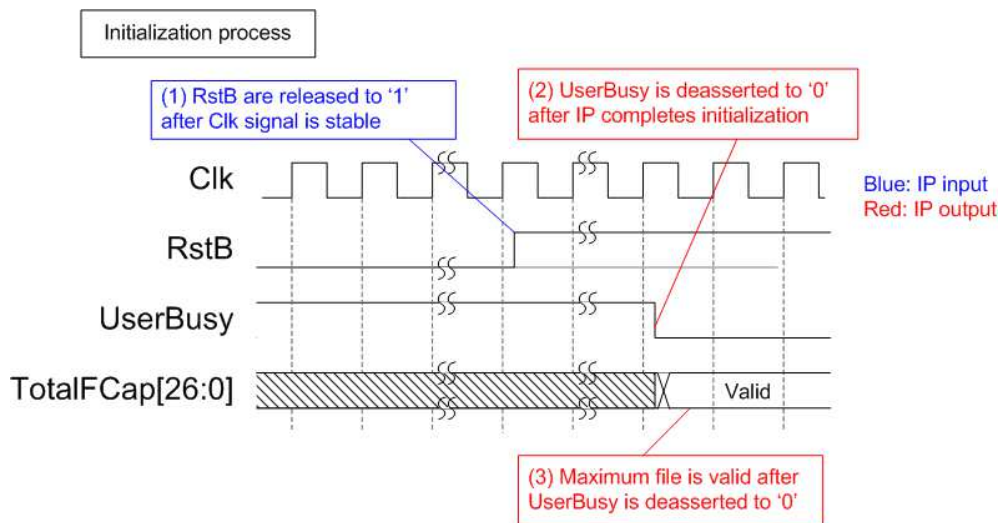 Initialization process
(1) RstB are released to ‘1’
after Clk signal is stable
(2) UserBusy is deasserted to ‘0’
after IP completes initialization
Clk
Blue: IP input
Red: IP output
RstB
UserBusy
TotalFCap[26:0]
Valid
(3) Maximum file is valid after
UserBusy is deasserted to ‘0’